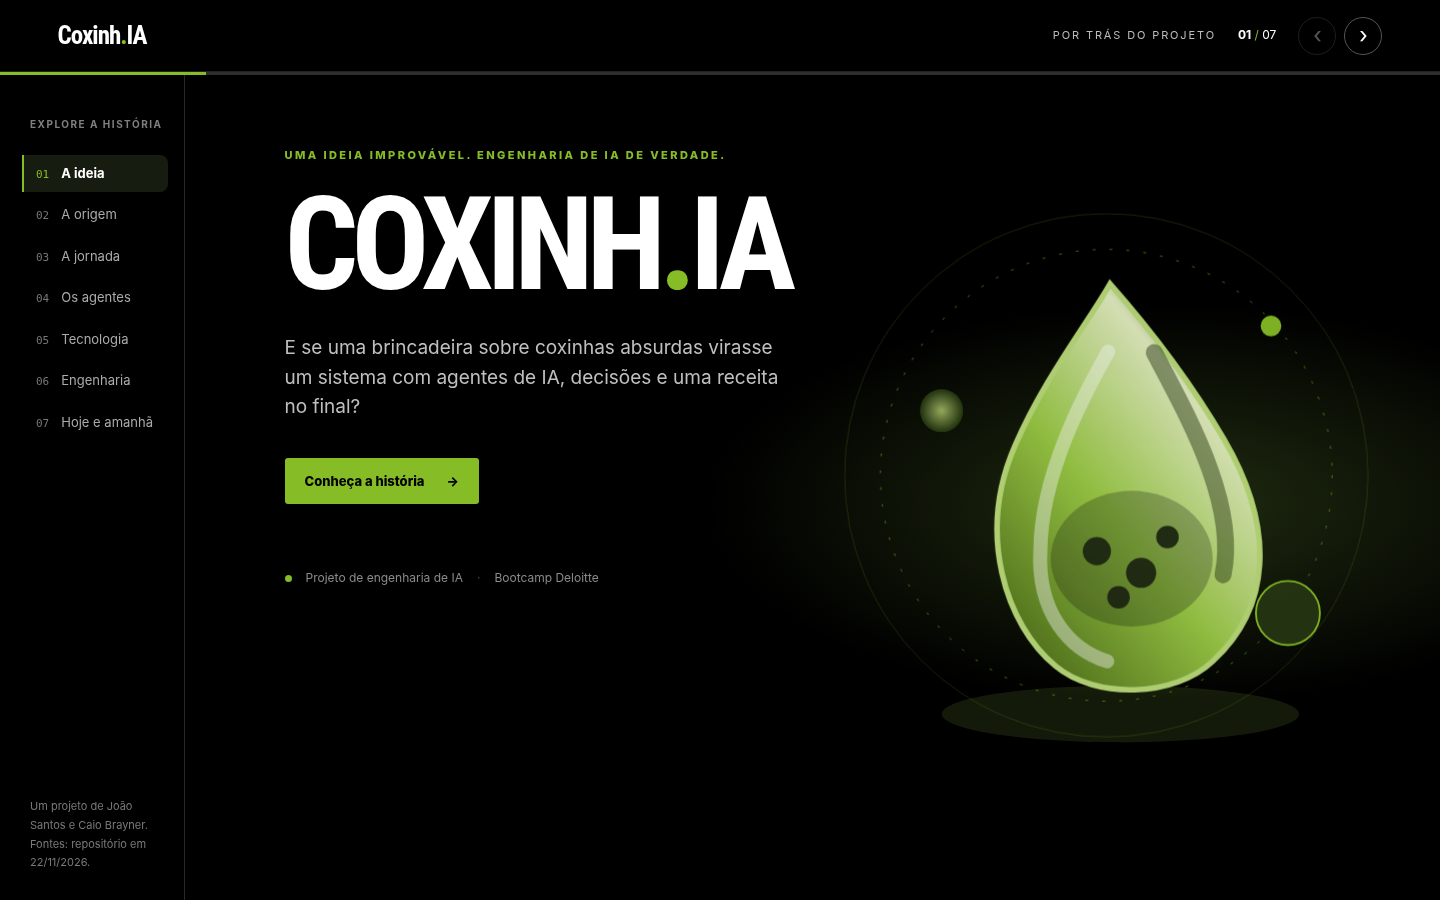 Coxinh.IA
POR TRÁS DO PROJETO
01 / 07
EXPLORE A HISTÓRIA
01 A ideia
02 A origem
03 A jornada
04 Os agentes
05 Tecnologia
06 Engenharia
07 Hoje e amanhã
Um projeto de João
Santos e Caio Brayner.
Fontes: repositório em
22/11/2026.
UMA IDEIA IMPROVÁVEL. ENGENHARIA DE IA DE VERDADE.
COXINH.IA
E se uma brincadeira sobre coxinhas absurdas virasse
um sistema com agentes de IA, decisões e uma receita
no final?
Conheça a história →
Projeto de engenharia de IA · Bootcamp Deloitte